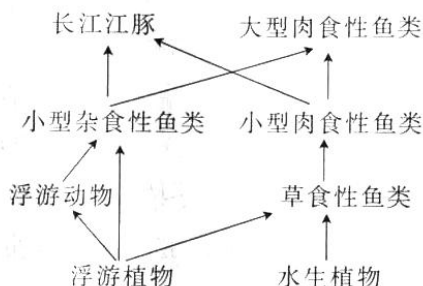 长江江豚 大型肉食性鱼类
小型杂食性鱼类 小型肉食性鱼类
浮游动物 草食性鱼类
浮游植物 水生植物